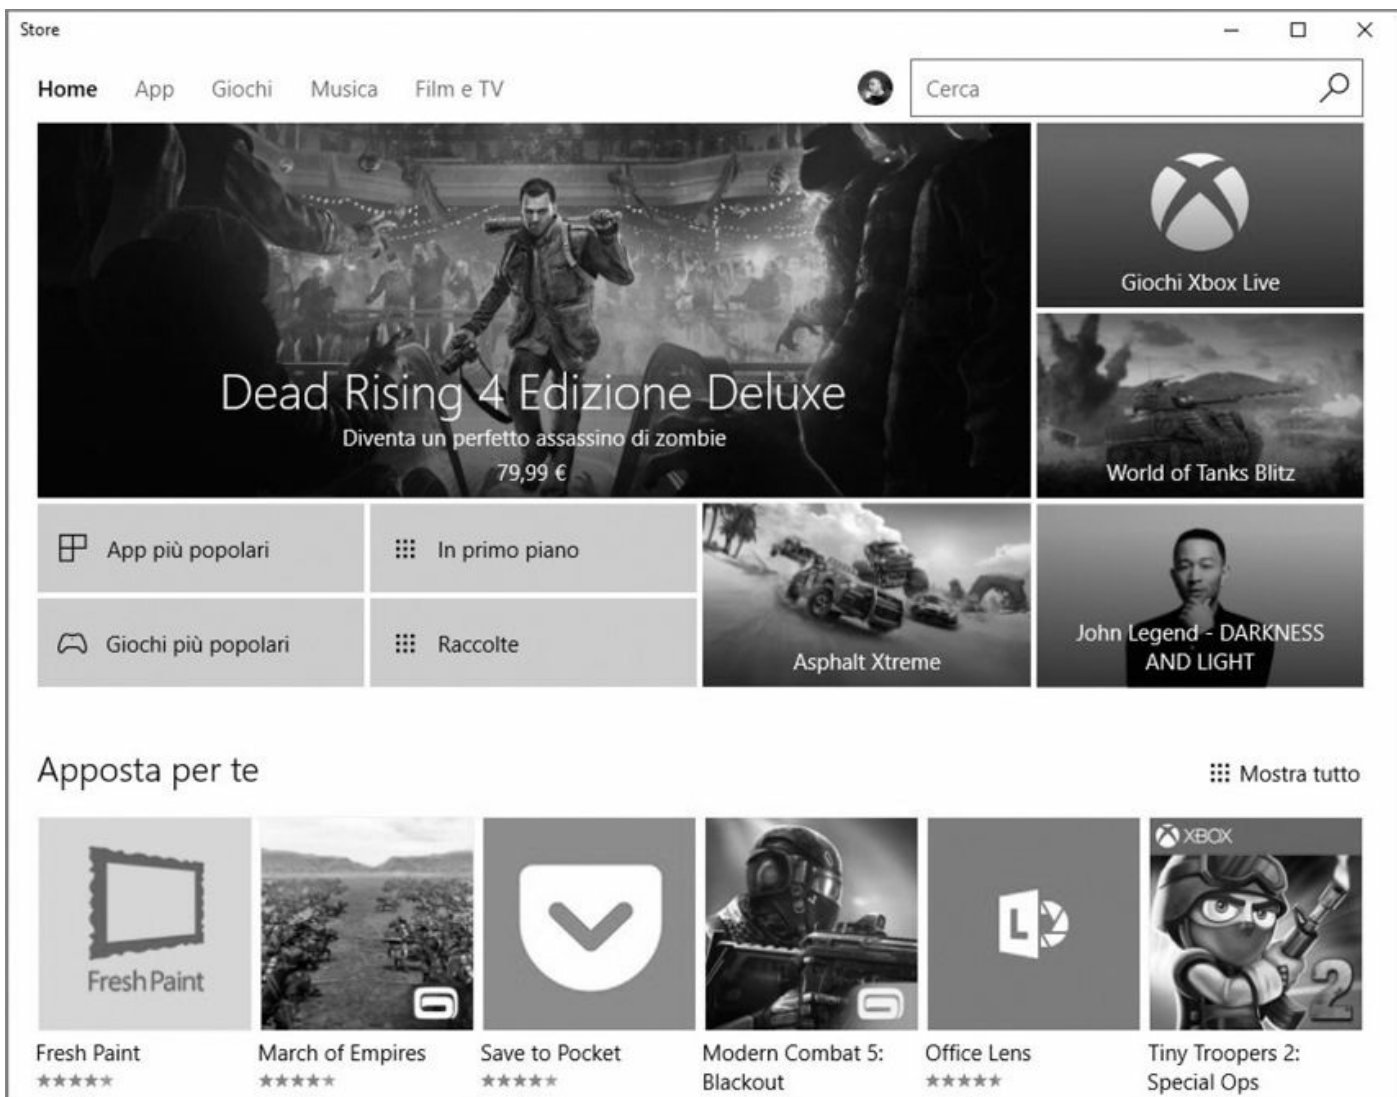 Store
Home App Giochi Musica Film e TV
Cerca
Dead Rising 4 Edizione Deluxe
Diventa un perfetto assassino di zombie
79,99 €
Giochi Xbox Live
World of Tanks Blitz
App più popolari
In primo piano
Giochi più popolari
Raccolte
Asphalt Xtreme
John Legend - DARKNESS
AND LIGHT
Apposta per te
Mostra tutto
Fresh Paint
L
XBOX
2
Fresh Paint
March of Empires
Save to Pocket
Modern Combat 5:
Blackout
Office Lens
Tiny Troopers 2:
Special Ops